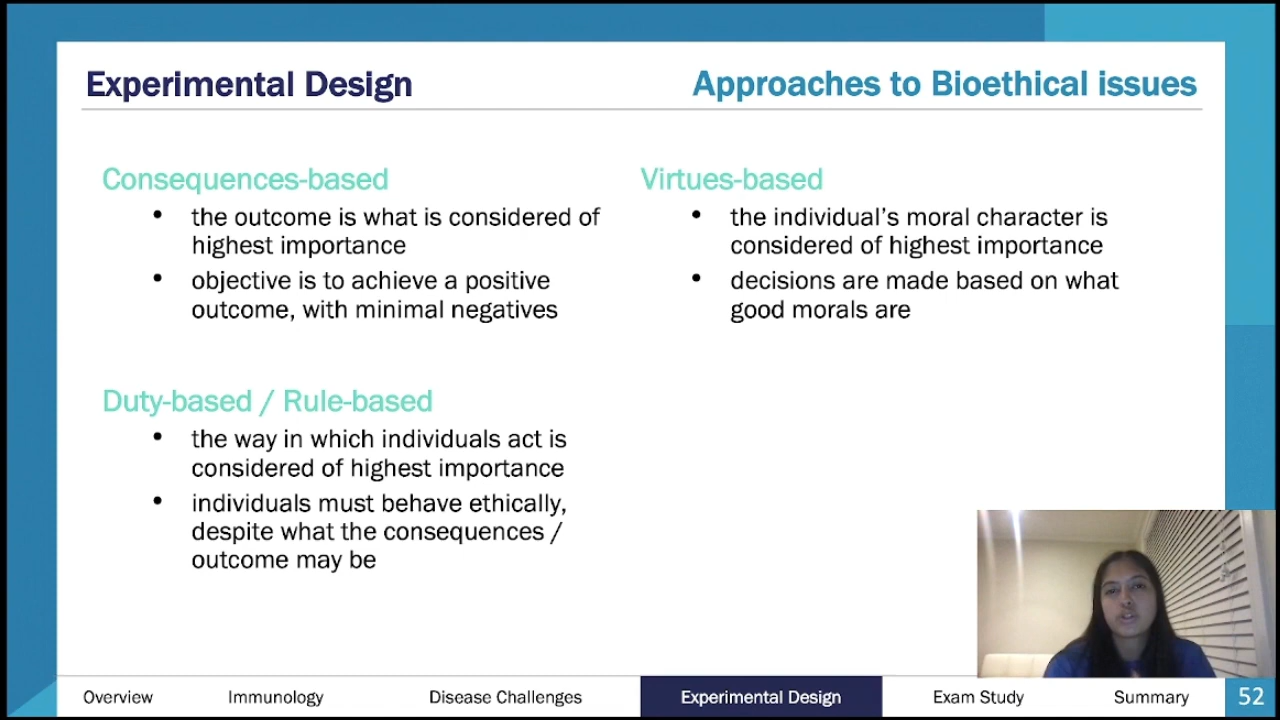 Experimental Design
Approaches to Bioethical issues
Consequences-based
• the outcome is what is considered of
highest importance
• objective is to achieve a positive
outcome, with minimal negatives
Virtues-based
• the individual's moral character is
considered of highest importance
• decisions are made based on what
good morals are
Duty-based / Rule-based
• the way in which individuals act is
considered of highest importance
• individuals must behave ethically,
despite what the consequences /
outcome may be
Overview Immunology Disease Challenges Experimental Design Exam Study Summary 52